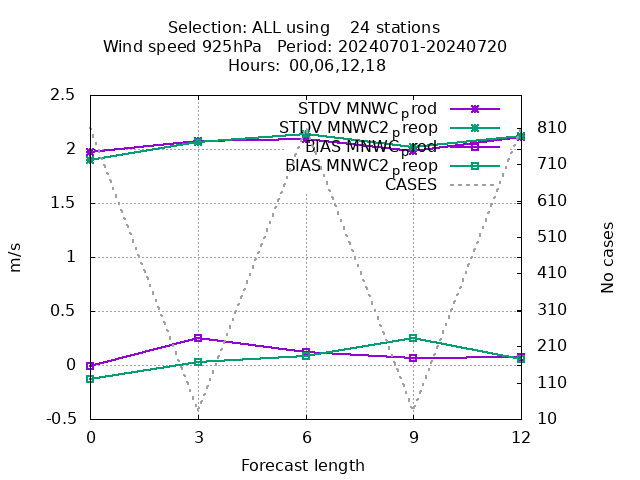 Selection: ALL using    24 stations
Wind speed 925hPa   Period: 20240701-20240720
Hours: 00,06,12,18
STDV MNWC_prod
STDV MNWC2_preop
BIAS MNWC_prod
BIAS MNWC2_preop
CASES
2.5
2
1.5
1
0.5
0
-0.5
m/s
810
710
610
510
410
310
210
110
10
No cases
0 3 6 9 12
Forecast length